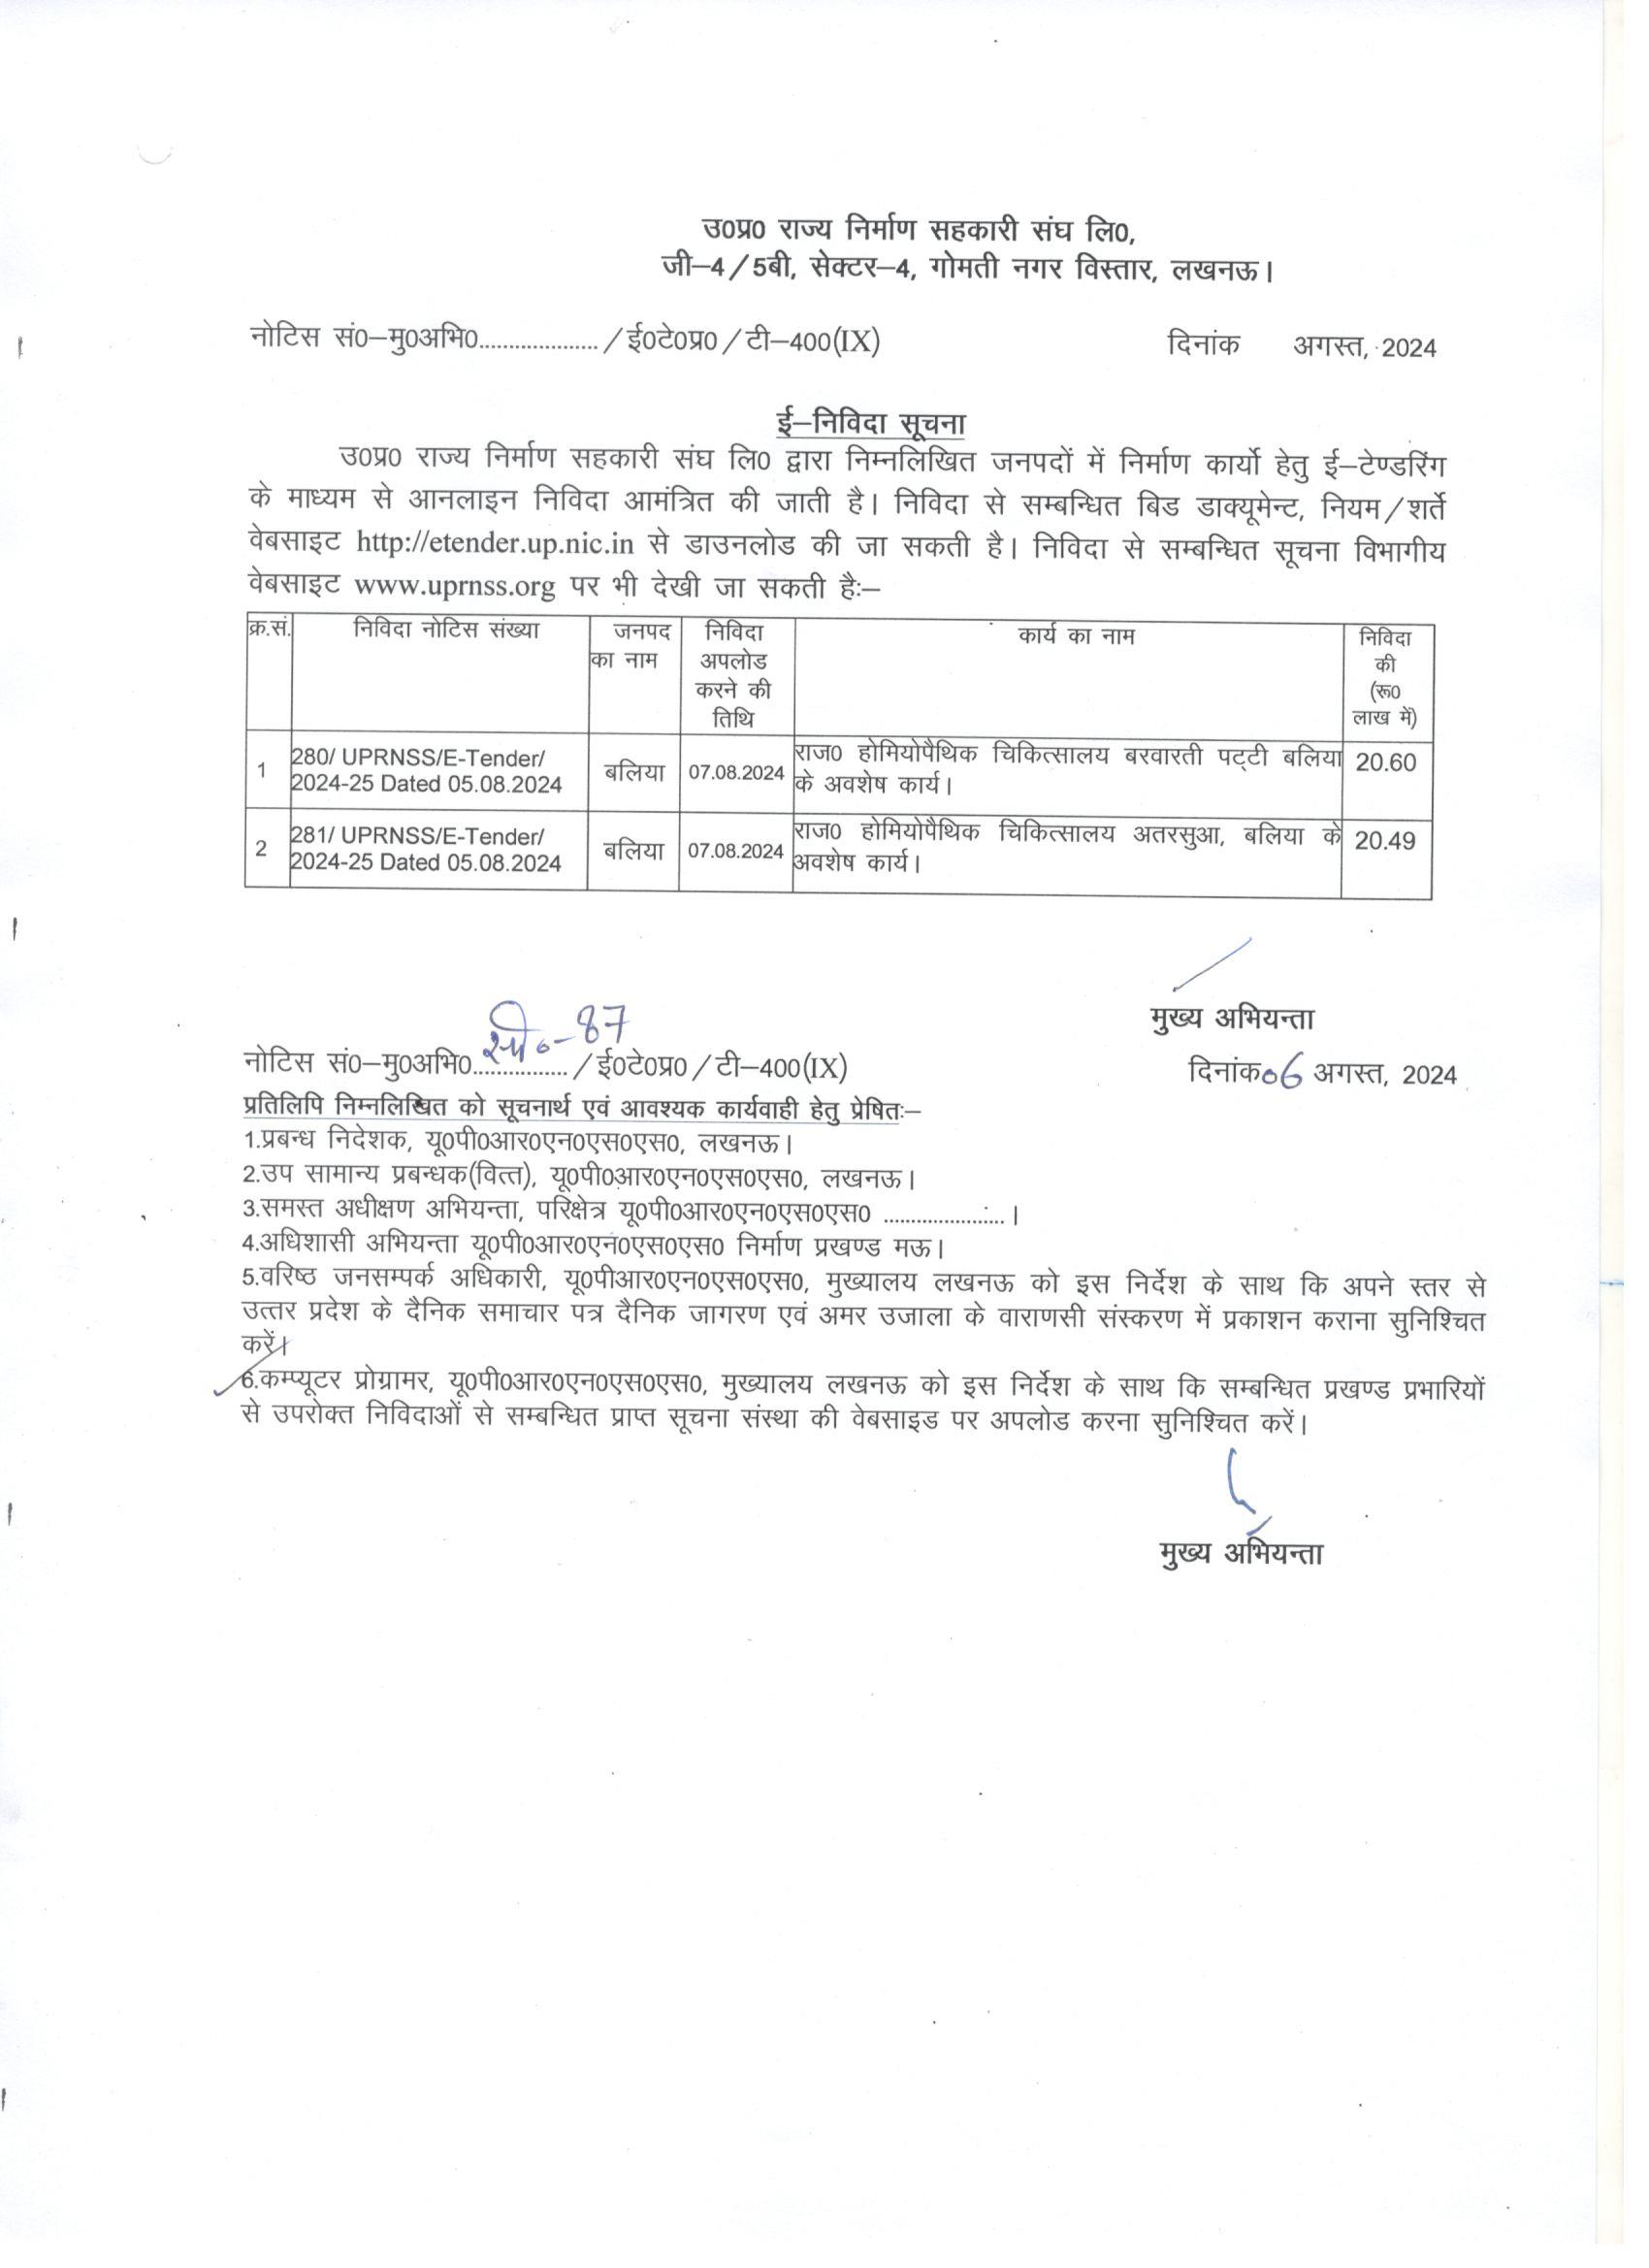 उ0प्र0 राज्य निर्माण सहकारी संघ लि0,
जी–4/5बी, सेक्टर–4, गोमती नगर विस्तार, लखनऊ।
नोटिस सं0–मु0अभि0.................... /ई0टे0प्र0/टी–400(IX) दिनांक अगस्त, 2024
ई–निविदा सूचना
उ0प्र0 राज्य निर्माण सहकारी संघ लि0 द्वारा निम्नलिखित जनपदों में निर्माण कार्यो हेतु ई–टेण्डरिंग
के माध्यम से आनलाइन निविदा आमंत्रित की जाती है। निविदा से सम्बन्धित बिड डाक्यूमेन्ट, नियम/शर्ते
वेबसाइट http://etender.up.nic.in से डाउनलोड की जा सकती है। निविदा से सम्बन्धित सूचना विभागीय
वेबसाइट www.uprnss.org पर भी देखी जा सकती हैः–
क्र.सं. निविदा नोटिस संख्या जनपद का नाम निविदा अपलोड करने की तिथि कार्य का नाम निविदा की (रू0 लाख में)
1 280/ UPRNSS/E-Tender/ 2024-25 Dated 05.08.2024 बलिया 07.08.2024 राज0 होमियोपैथिक चिकित्सालय बरवारती पट्टी बलिया के अवशेष कार्य। 20.60
2 281/ UPRNSS/E-Tender/ 2024-25 Dated 05.08.2024 बलिया 07.08.2024 राज0 होमियोपैथिक चिकित्सालय अतरसुआ, बलिया के अवशेष कार्य। 20.49
मुख्य अभियन्ता
नोटिस सं0–मु0अभि0 –87 ................ /ई0टे0प्र0/टी–400(IX) दिनांक 06 अगस्त, 2024
प्रतिलिपि निम्नलिखित को सूचनार्थ एवं आवश्यक कार्यवाही हेतु प्रेषितः–
1.प्रबन्ध निदेशक, यू0पी0आर0एन0एस0एस0, लखनऊ।
2.उप सामान्य प्रबन्धक(वित्त), यू0पी0आर0एन0एस0एस0, लखनऊ।
3.समस्त अधीक्षण अभियन्ता, परिक्षेत्र यू0पी0आर0एन0एस0एस0 ......................।
4.अधिशासी अभियन्ता यू0पी0आर0एन0एस0एस0 निर्माण प्रखण्ड मऊ।
5.वरिष्ठ जनसम्पर्क अधिकारी, यू0पीआर0एन0एस0एस0, मुख्यालय लखनऊ को इस निर्देश के साथ कि अपने स्तर से
उत्तर प्रदेश के दैनिक समाचार पत्र दैनिक जागरण एवं अमर उजाला के वाराणसी संस्करण में प्रकाशन कराना सुनिश्चित
करें।
6.कम्प्यूटर प्रोग्रामर, यू0पी0आर0एन0एस0एस0, मुख्यालय लखनऊ को इस निर्देश के साथ कि सम्बन्धित प्रखण्ड प्रभारियों
से उपरोक्त निविदाओं से सम्बन्धित प्राप्त सूचना संस्था की वेबसाइड पर अपलोड करना सुनिश्चित करें।
मुख्य अभियन्ता